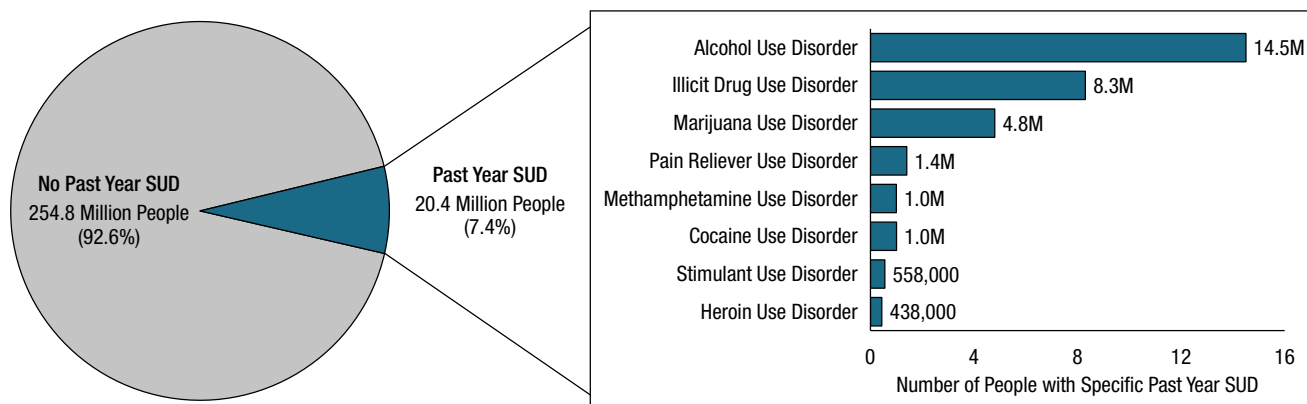 No Past Year SUD
254.8 Million People
(92.6%)
Past Year SUD
20.4 Million People
(7.4%)
Alcohol Use Disorder 14.5M
Illicit Drug Use Disorder 8.3M
Marijuana Use Disorder 4.8M
Pain Reliever Use Disorder 1.4M
Methamphetamine Use Disorder 1.0M
Cocaine Use Disorder 1.0M
Stimulant Use Disorder 558,000
Heroin Use Disorder 438,000
0 4 8 12 16
Number of People with Specific Past Year SUD